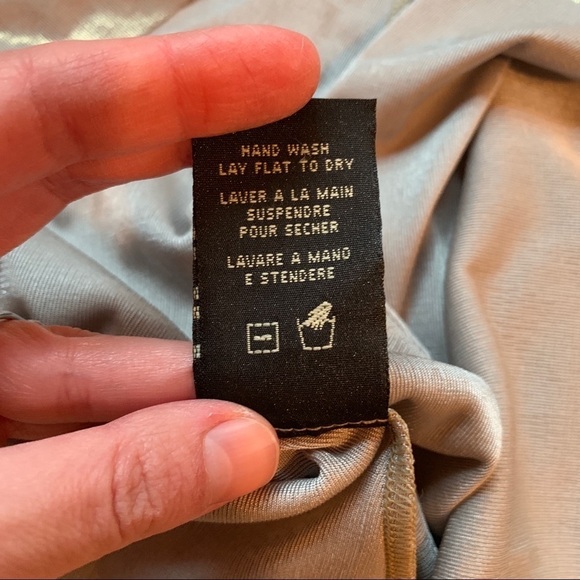 HAND WASH
LAY FLAT TO DRY
LAVER A LA MAIN
SUSPENDRE
POUR SECHER
LAVARE A MANO
E STENDERE